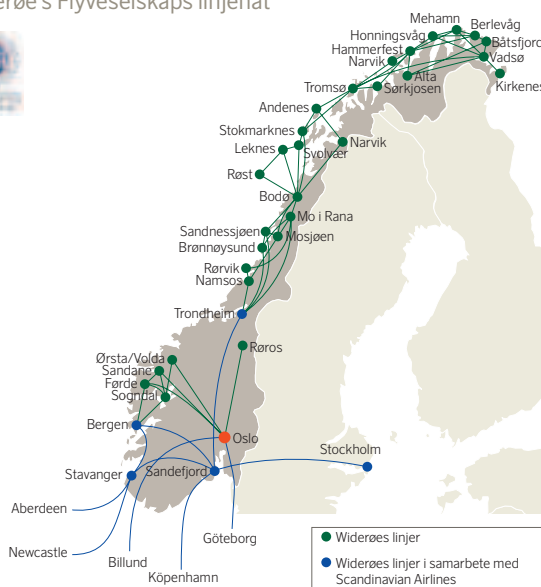 erøe's Flyveselskaps linjenät
Mehamn
Berlevåg
Honningsvåg
Båtsfjord
Hammerfest
Vadsø
Narvik
Alta
Kirkenes
Tromsø
Sørkjosen
Andenes
Stokmarknes
Narvik
Leknes
Svolvær
Røst
Bodø
Mo i Rana
Sandnessjøen
Mosjøen
Brønnøysund
Rørvik
Namsos
Trondheim
Røros
Ørsta/Volda
Sandane
Førde
Sogndal
Bergen
Oslo
Stockholm
Stavanger
Sandefjord
Aberdeen
Göteborg
Newcastle
Billund
Köpenhamn
Widerøes linjer
Widerøes linjer i samarbete med
Scandinavian Airlines